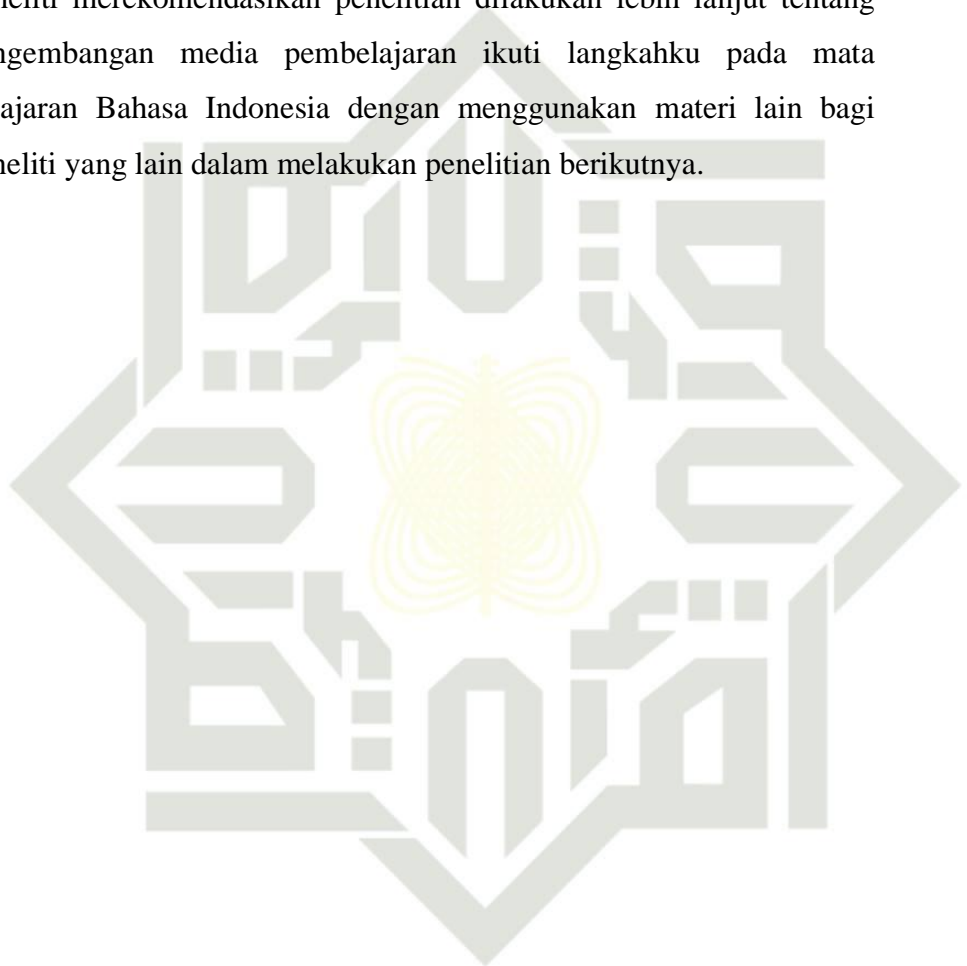 neliti merekomendasikan penelitian dilakukan lebih lanjut tentang
ngembangan media pembelajaran ikuti langkahku pada mata
lajaran Bahasa Indonesia dengan menggunakan materi lain bagi
neliti yang lain dalam melakukan penelitian berikutnya.